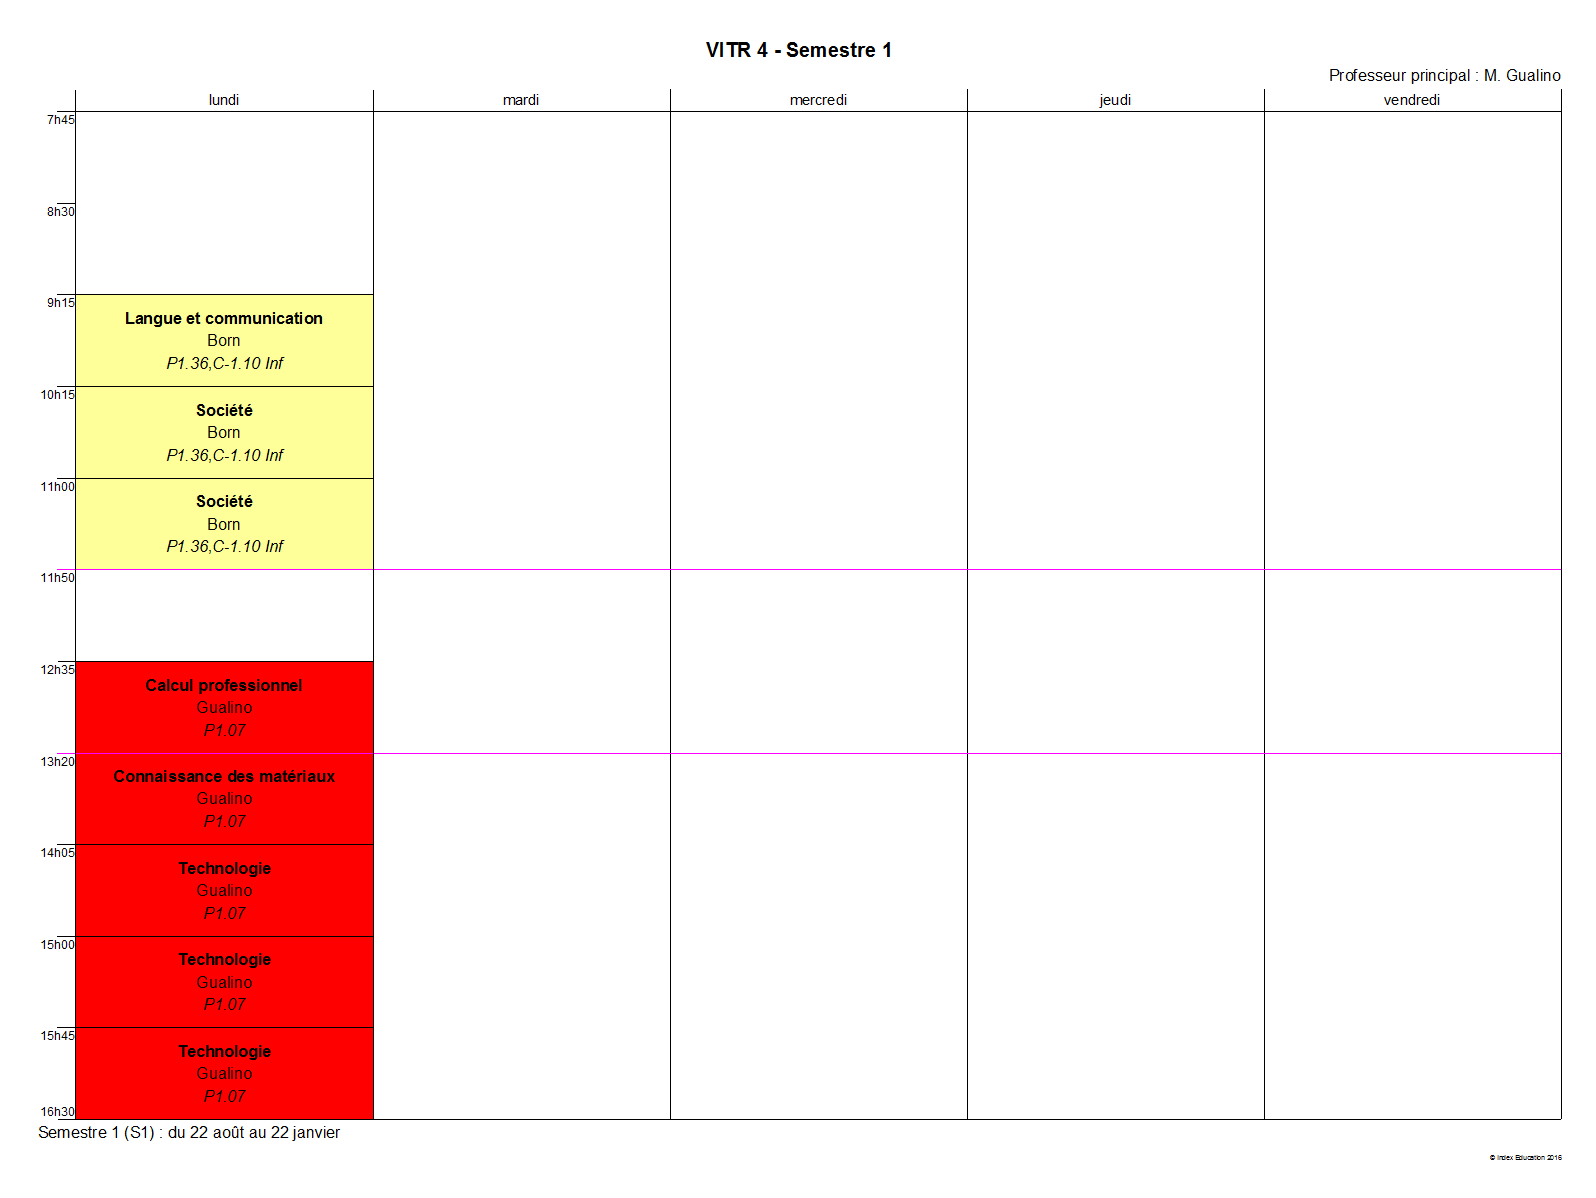 VITR 4 - Semestre 1
Professeur principal : M. Gualino
lundi mardi mercredi jeudi vendredi
7h45
8h30
9h15
Langue et communication
Born
P1.36,C-1.10 Inf
10h15
Société
Born
P1.36,C-1.10 Inf
11h00
Société
Born
P1.36,C-1.10 Inf
11h50
12h35
Calcul professionnel
Gualino
P1.07
13h20
Connaissance des matériaux
Gualino
P1.07
14h05
Technologie
Gualino
P1.07
15h00
Technologie
Gualino
P1.07
15h45
Technologie
Gualino
P1.07
16h30
Semestre 1 (S1) : du 22 août au 22 janvier
© Index Education 2016